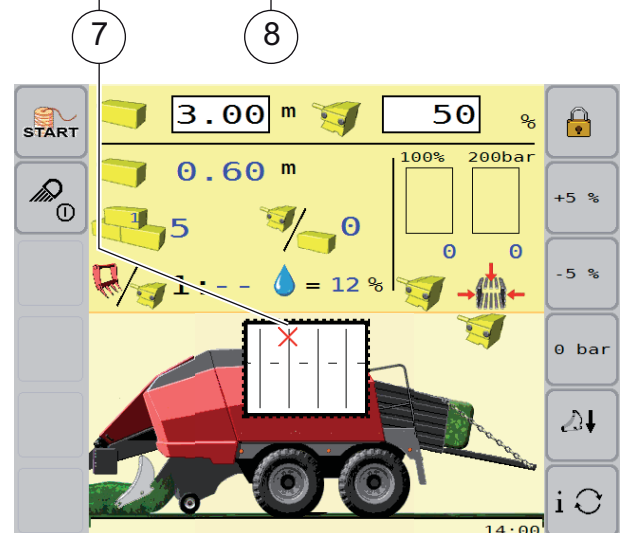 7 8
START
3.00 m 50 %
0.60 m
100% 200bar
1 5 / 0
0 0
1:-- = 12 %
+5 %
-5 %
0 bar
i
14:00